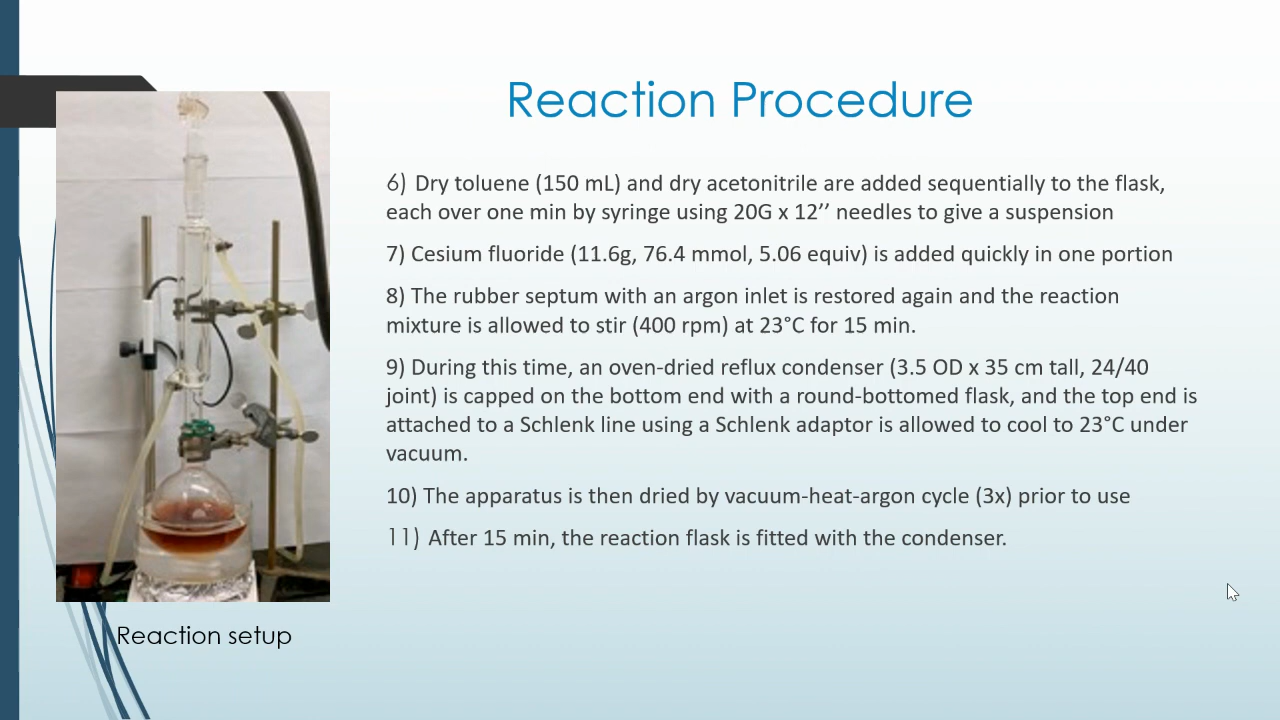 Reaction Procedure
6) Dry toluene (150 mL) and dry acetonitrile are added sequentially to the flask,
each over one min by syringe using 20G x 12’’ needles to give a suspension
7) Cesium fluoride (11.6g, 76.4 mmol, 5.06 equiv) is added quickly in one portion
8) The rubber septum with an argon inlet is restored again and the reaction
mixture is allowed to stir (400 rpm) at 23°C for 15 min.
9) During this time, an oven-dried reflux condenser (3.5 OD x 35 cm tall, 24/40
joint) is capped on the bottom end with a round-bottomed flask, and the top end is
attached to a Schlenk line using a Schlenk adaptor is allowed to cool to 23°C under
vacuum.
10) The apparatus is then dried by vacuum-heat-argon cycle (3x) prior to use
11) After 15 min, the reaction flask is fitted with the condenser.
Reaction setup